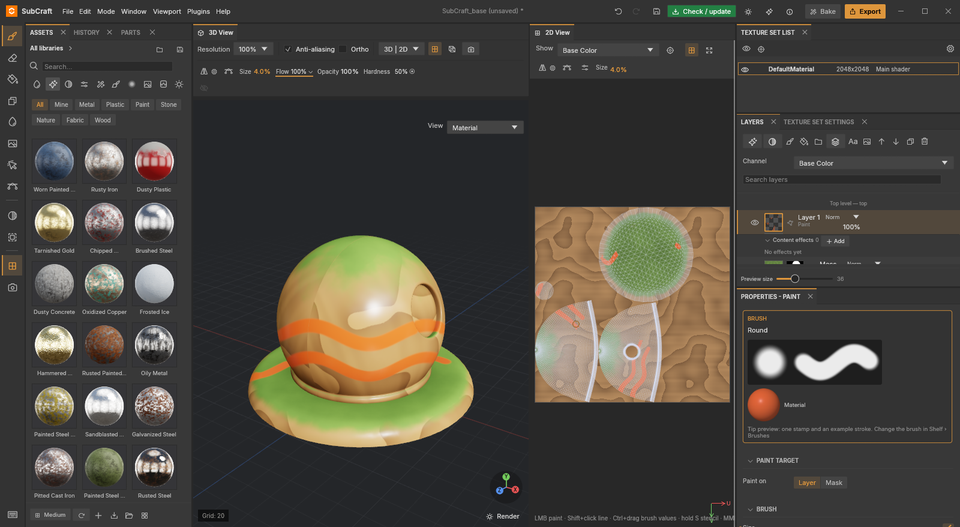 SubCraft
File Edit Mode Window Viewport Plugins Help
SubCraft_base (unsaved) *
Check / update
Bake
Export
ASSETS
HISTORY
PARTS
All libraries
Search...
All Mine Metal Plastic Paint Stone
Nature Fabric Wood
Worn Painted ... Rusty Iron Dusty Plastic
Tarnished Gold Chipped ... Brushed Steel
Dusty Concrete Oxidized Copper Frosted Ice
Hammered ... Rusted Painted... Oily Metal
Painted Steel ... Sandblasted ... Galvanized Steel
Pitted Cast Iron Painted Steel ... Rusted Steel
Medium
3D View
Resolution 100% Anti-aliasing Ortho 3D | 2D
Size 4.0% Flow 100% Opacity 100% Hardness 50%
View Material
Y
Z
X
Grid: 20
Render
2D View
Show Base Color
Size 4.0%
U
LMB paint · Shift+click line · Ctrl+drag brush values · hold S stencil · MM
TEXTURE SET LIST
DefaultMaterial 2048x2048 Main shader
LAYERS
TEXTURE SET SETTINGS
Aa
Channel Base Color
Search layers
Top level — top
Layer 1 Norm
Paint
100%
Content effects 0 + Add
No effects yet
Preview size 36
PROPERTIES - PAINT
BRUSH
Round
Material
Tip preview: one stamp and an example stroke. Change the brush in Shelf ›
Brushes
PAINT TARGET
Paint on Layer Mask
BRUSH